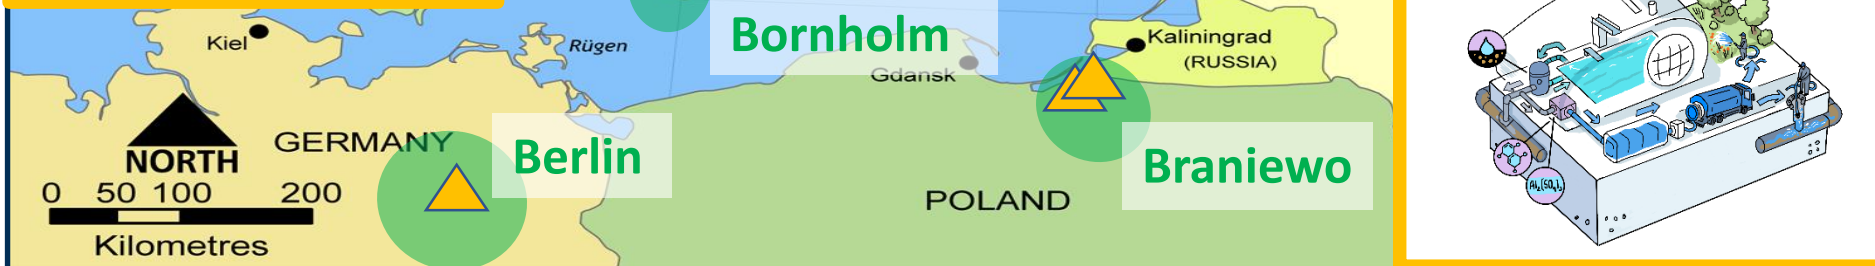 Kiel
Rügen
Bornholm
Gdansk
Kaliningrad
(RUSSIA)
GERMANY
NORTH
0 50 100 200
Kilometres
Berlin
POLAND
Braniewo
Al₂(SO₄)₃